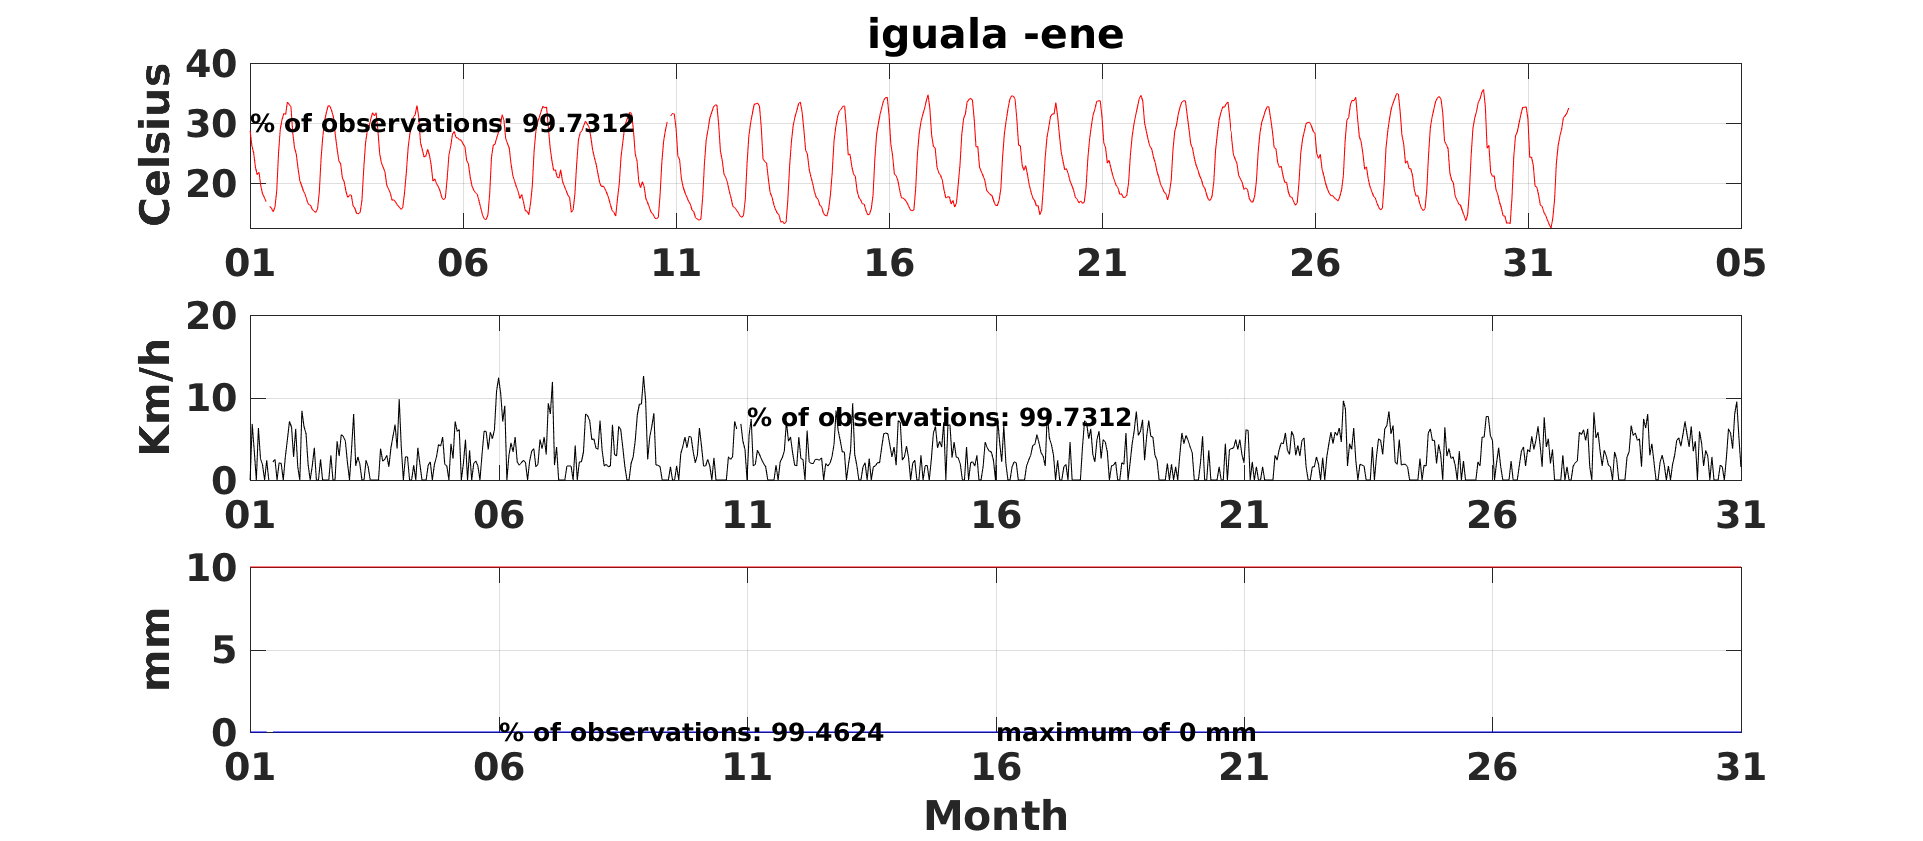 iguala -ene
Celsius
40
30
20
% of observations: 99.7312
01 06 11 16 21 26 31 05
Km/h
20
10
0
% of observations: 99.7312
01 06 11 16 21 26 31
mm
10
5
0
% of observations: 99.4624 maximum of 0 mm
01 06 11 16 21 26 31
Month